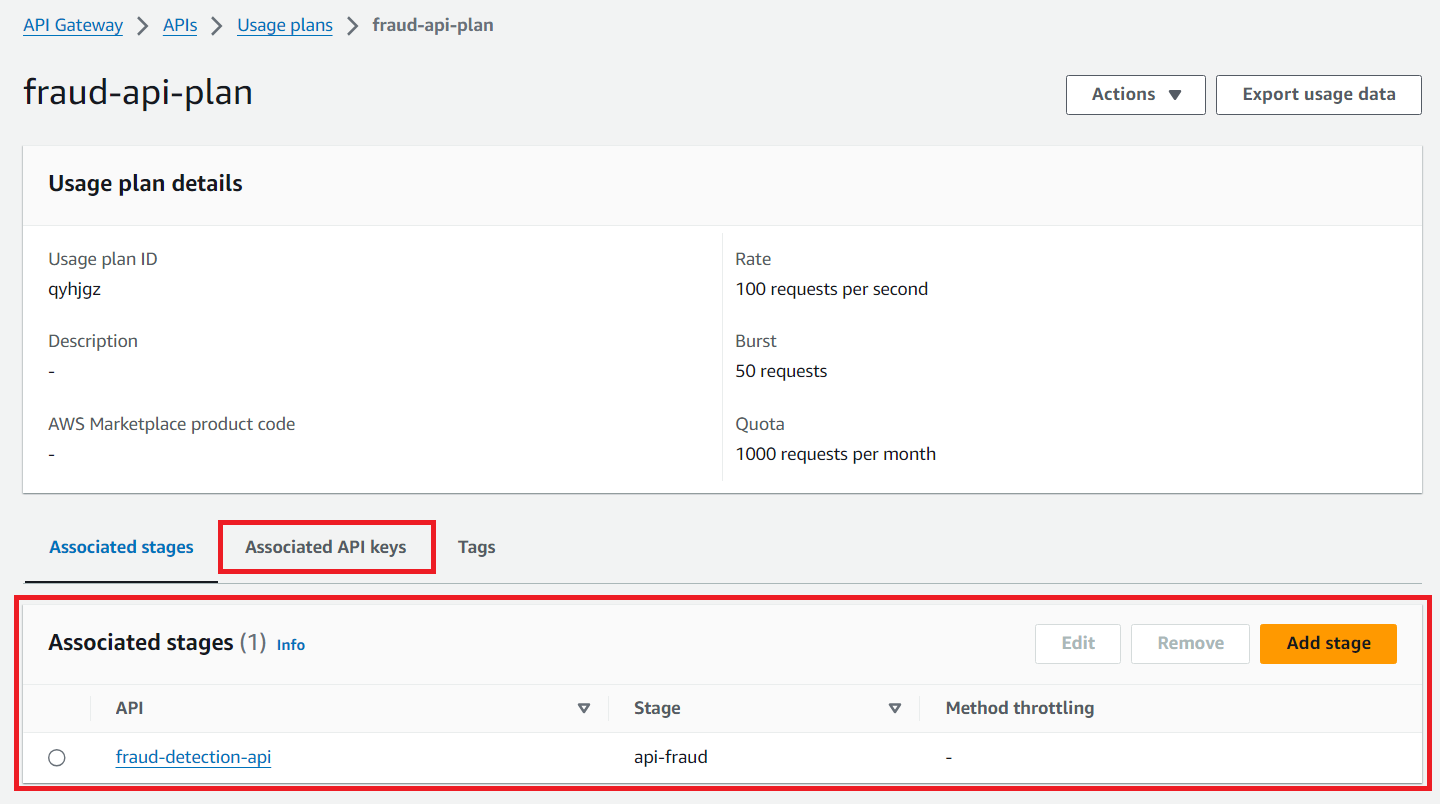 API Gateway > APIs > Usage plans > fraud-api-plan
fraud-api-plan
Actions ▼ Export usage data
Usage plan details
Usage plan ID
qyhjgz
Description
-
AWS Marketplace product code
-
Rate
100 requests per second
Burst
50 requests
Quota
1000 requests per month
Associated stages Associated API keys Tags
Associated stages (1) Info Edit Remove Add stage
API Stage Method throttling
fraud-detection-api api-fraud -